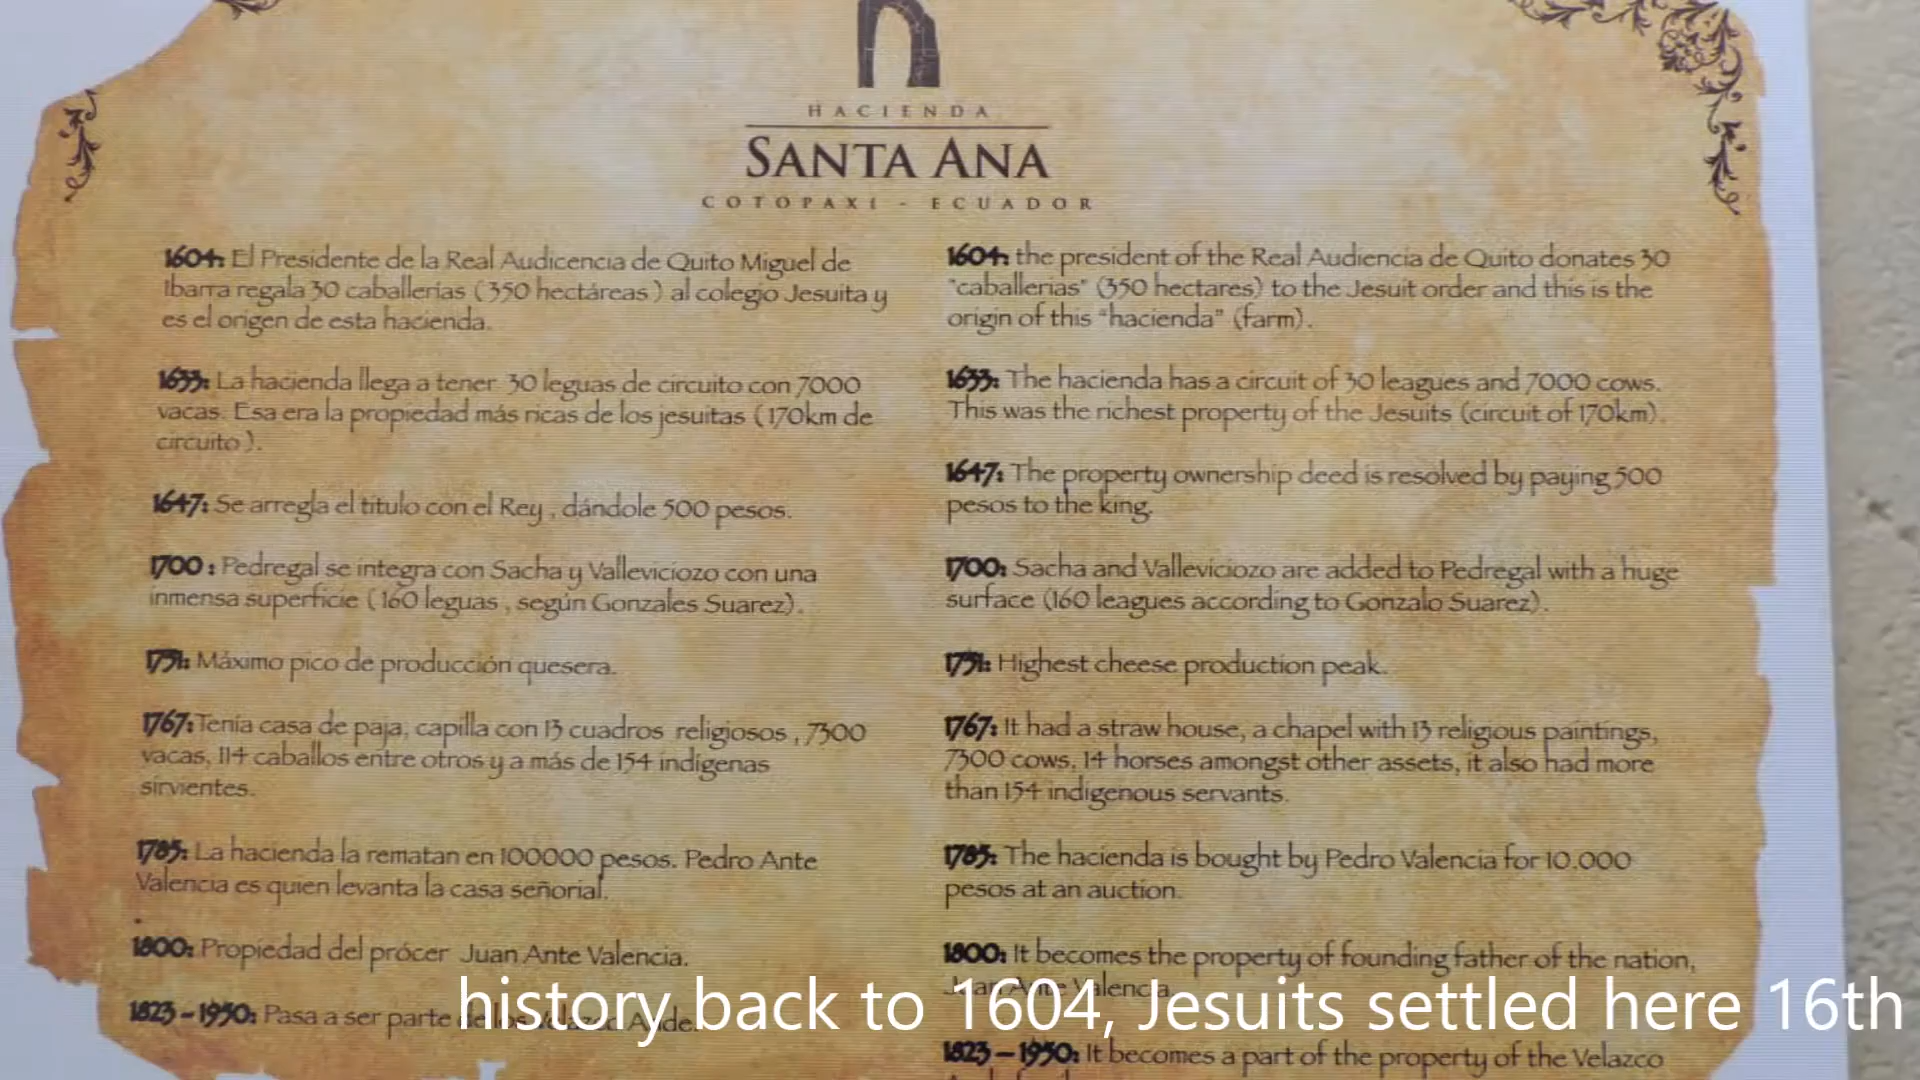 HACIENDA
SANTA ANA
COTOPAXI - ECUADOR
1604: El Presidente de la Real Audicencia de Quito Miguel de
Ibarra regala 30 caballerías (350 hectáreas) al colegio Jesuita y
es el origen de esta hacienda.
1633: La hacienda llega a tener 30 leguas de circuito con 7000
vacas. Esa era la propiedad más ricas de los jesuitas (170km de
circuito).
1647: Se arregla el titulo con el Rey, dándole 500 pesos.
1700: Pedregal se integra con Sacha y Valleviciozo con una
inmensa superficie (160 leguas, según Gonzales Suarez).
1751: Máximo pico de producción quesera.
1767: Tenía casa de paja, capilla con 13 cuadros religiosos, 7300
vacas, 114 caballos entre otros y a más de 154 indígenas
sirvientes.
1785: La hacienda la rematan en 100000 pesos. Pedro Ante
Valencia es quien levanta la casa señorial.
1800: Propiedad del prócer Juan Ante Valencia.
1823 - 1950: Pasa a ser parte de los Velazco Ande.
1604: the president of the Real Audiencia de Quito donates 30
"caballerias" (350 hectares) to the Jesuit order and this is the
origin of this "hacienda" (farm).
1633: The hacienda has a circuit of 30 leagues and 7000 cows.
This was the richest property of the Jesuits (circuit of 170km).
1647: The property ownership deed is resolved by paying 500
pesos to the king.
1700: Sacha and Valleviciozo are added to Pedregal with a huge
surface (160 leagues according to Gonzalo Suarez).
1751: Highest cheese production peak.
1767: It had a straw house, a chapel with 13 religious paintings,
7300 cows, 14 horses amongst other assets, it also had more
than 154 indigenous servants.
1785: The hacienda is bought by Pedro Valencia for 10.000
pesos at an auction.
1800: It becomes the property of founding father of the nation,
Juan Ante Valencia.
1823 - 1950: It becomes a part of the property of the Velazco
history back to 1604, Jesuits settled here 16th